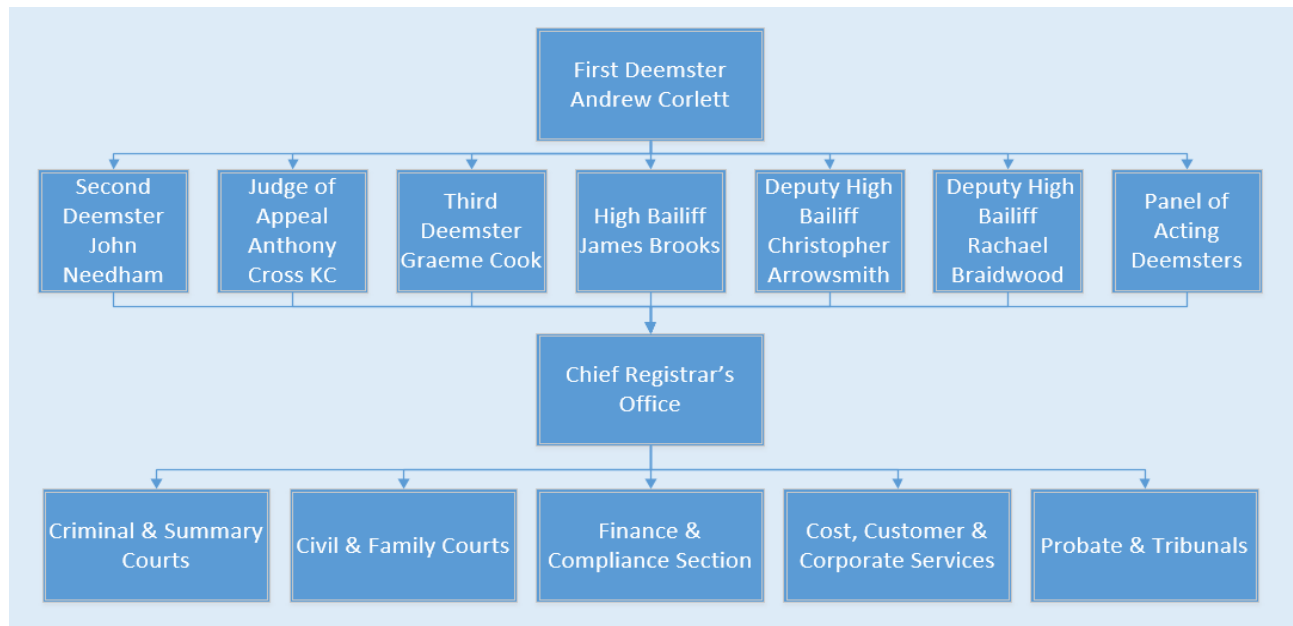 First Deemster
Andrew Corlett
Second
Deemster
John
Needham
Judge of
Appeal
Anthony
Cross KC
Third
Deemster
Graeme Cook
High Bailiff
James Brooks
Deputy High
Bailiff
Christopher
Arrowsmith
Deputy High
Bailiff
Rachael
Braidwood
Panel of
Acting
Deemsters
Chief Registrar’s
Office
Criminal & Summary
Courts
Civil & Family Courts
Finance &
Compliance Section
Cost, Customer &
Corporate Services
Probate & Tribunals